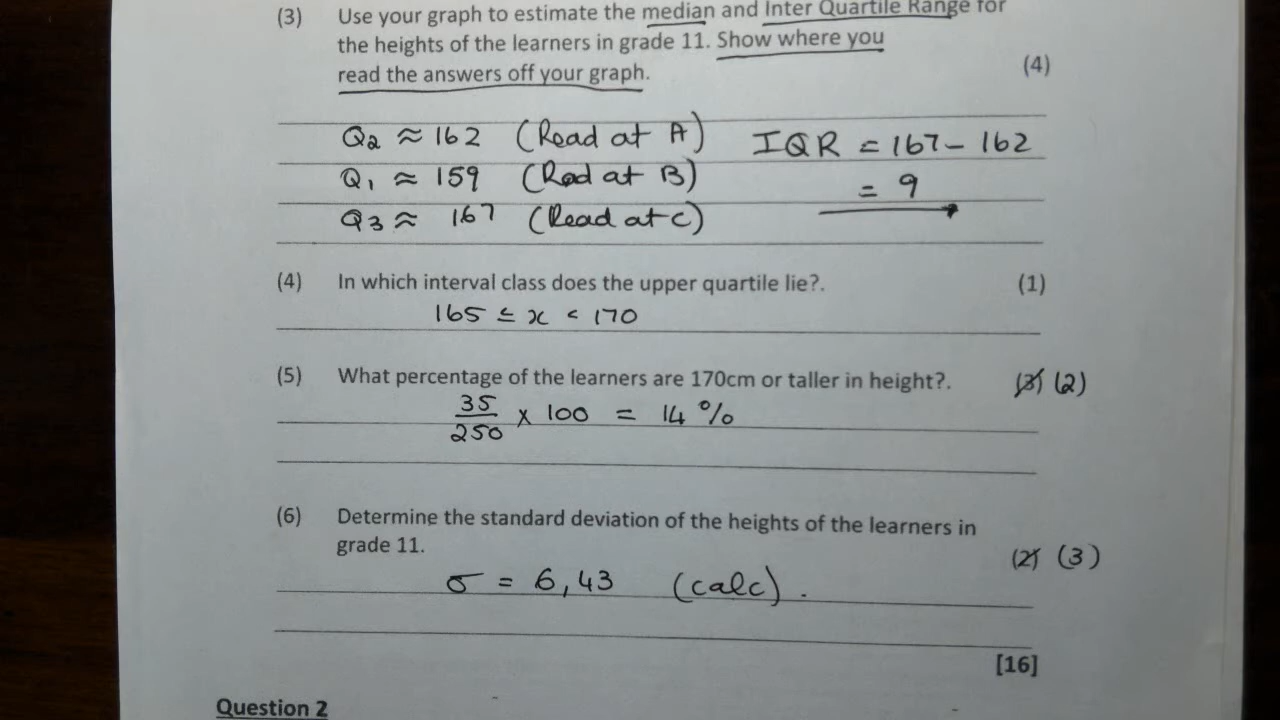 (3) Use your graph to estimate the median and Inter Quartile Range for
the heights of the learners in grade 11. Show where you
read the answers off your graph. (4)
Q₂ ≈ 162 (Read at A) IQR = 167 - 162
Q₁ ≈ 159 (Rad at B) = 9
Q3 ≈ 167 (Read at C)
(4) In which interval class does the upper quartile lie?. (1)
165 ≤ x < 170
(5) What percentage of the learners are 170cm or taller in height?. (3) (2)
35/250 x 100 = 14 %
(6) Determine the standard deviation of the heights of the learners in
grade 11. (2) (3)
σ = 6,43 (calc).
[16]
Question 2